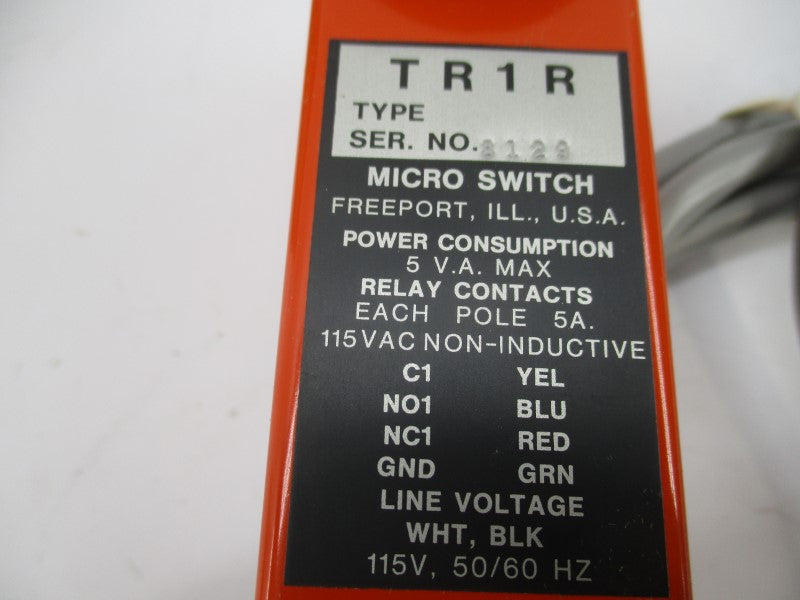 TR1R
TYPE
SER. NO. 8129
MICRO SWITCH
FREEPORT, ILL., U.S.A.
POWER CONSUMPTION
5 V.A. MAX
RELAY CONTACTS
EACH POLE 5A.
115VAC NON-INDUCTIVE
C1 YEL
NO1 BLU
NC1 RED
GND GRN
LINE VOLTAGE
WHT, BLK
115V, 50/60 HZ